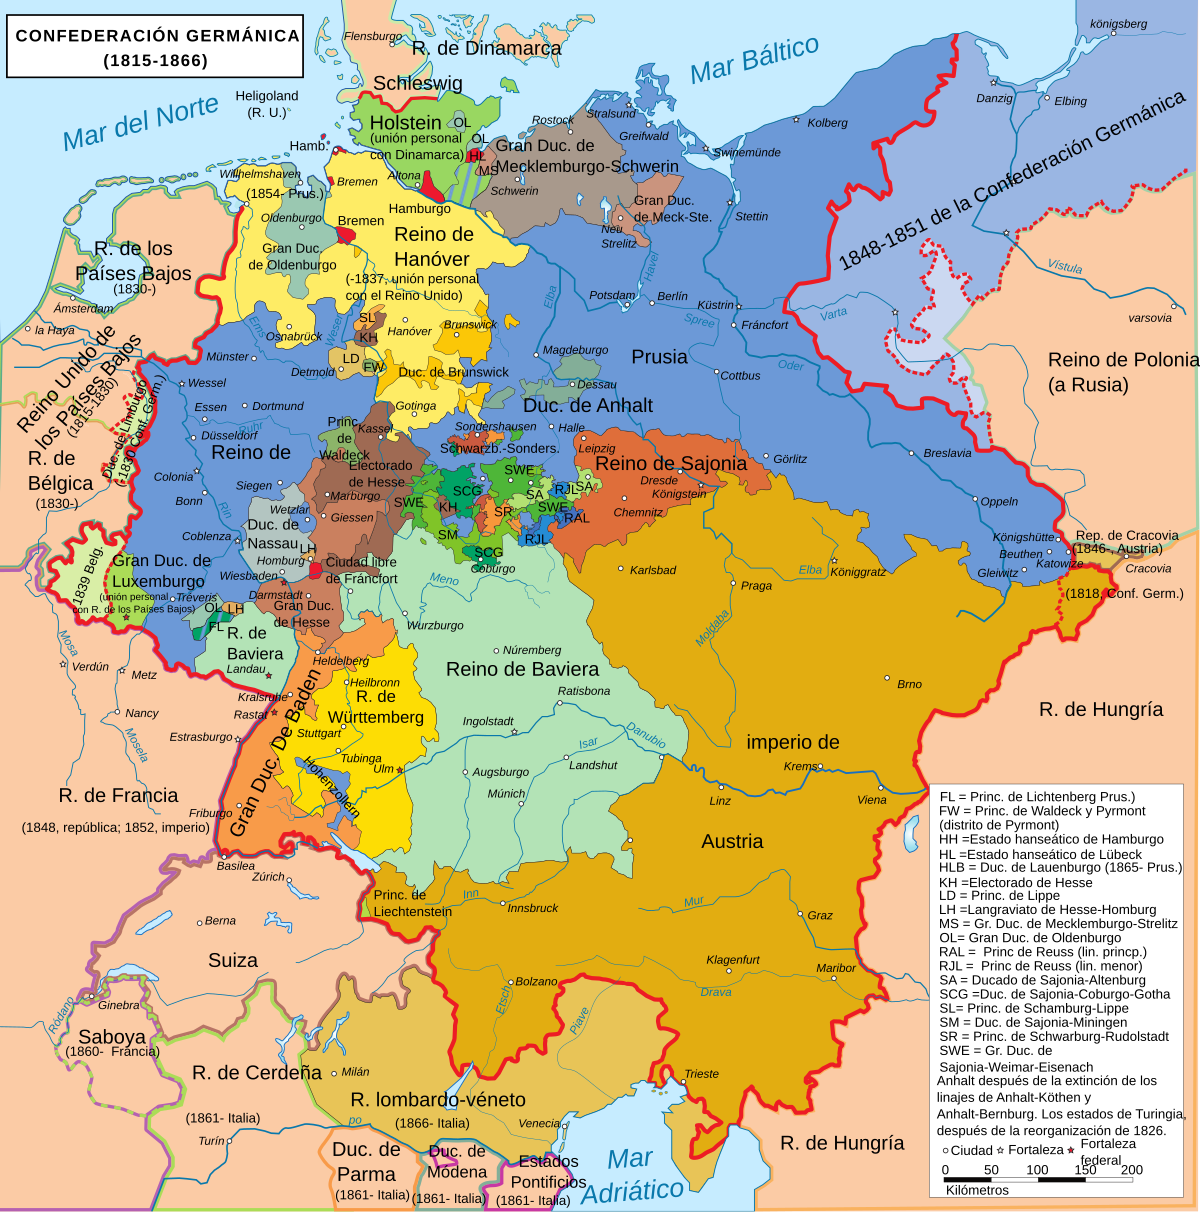 CONFEDERACIÓN GERMÁNICA
(1815-1866)
Flensburgo
R. de Dinamarca
Schleswig
Mar Báltico
königsberg
Mar del Norte
Heligoland
(R. U.)
Holstein
(unión personal
con Dinamarca)
OL
OL
HL
MS
Hamb.
Altona
Rostock
Stralsund
Greifwald
Gran Duc. de
Mecklemburgo-Schwerin
Schwerin
Swinemünde
Kolberg
Danzig
Elbing
1848-1851 de la Confederación Germánica
Wilhelmshaven
(1854- Prus.)
Bremen
Hamburgo
Bremen
Oldenburgo
Gran Duc.
de Oldenburgo
Reino de
Hanóver
(-1837, unión personal
con el Reino Unido)
Gran Duc.
de Meck-Ste.
Neu
Strelitz
Stettin
R. de los
Países Bajos
(1830-)
Ámsterdam
la Haya
Reino Unido de
los Países Bajos
(1815-1830)
Duc. de Limburgo
(1830 Conf. Germ.)
R. de
Bélgica
(1830-)
Ems
Weser
Elba
Havel
Spree
Oder
Varta
Vístula
varsovia
Reino de Polonia
(a Rusia)
Potsdam
Berlín
Küstrin
Fráncfort
Osnabrück
SL
KH
Hanóver
Brunswick
Münster
Detmold
LD
FW
Duc. de Brunswick
Magdeburgo
Prusia
Cottbus
Wessel
Essen
Dortmund
Ruhr
Düsseldorf
Reino de
Gotinga
Dessau
Duc. de Anhalt
Princ.
de
Waldeck
Kassel
Sondershausen
Halle
Schwarzb.-Sonders.
Leipzig
Reino de Sajonia
Görlitz
Breslavia
Colonia
Bonn
Rin
Siegen
Electorado
de Hesse
Marburgo
Wetzlar
Giessen
SWE
SCG
KH
SWE
SA
RJL
SA
SR
SWE
RAL
RJL
SM
SCG
Coburgo
Dresde
Königstein
Chemnitz
Oppeln
Coblenza
Duc. de
Nassau
LH
Homburg
Wiesbaden
Ciudad libre
de Fráncfort
Königshütte
Beuthen
Katowize
Gleiwitz
Rep. de Cracovia
(1846-, Austria)
Cracovia
(1818, Conf. Germ.)
1839 Belg.
Gran Duc. de
Luxemburgo
(unión personal
con R. de los Países Bajos)
Tréveris
OL
LH
FL
Darmstadt
Gran Duc.
de Hesse
Meno
Wurzburgo
Karlsbad
Praga
Elba
Königgratz
Moldaba
R. de
Baviera
Landau
Heidelberg
Mosa
Verdún
Metz
Nancy
Mosela
Kralsruhe
Rastat
Estrasburgo
Gran Duc. De Baden
Heilbronn
R. de
Württemberg
Stuttgart
Tubinga
Ulm
Hohenzollern
Friburgo
Núremberg
Reino de Baviera
Ratisbona
Ingolstadt
Danubio
Isar
Augsburgo
Landshut
Múnich
Brno
imperio de
Austria
Krems
Linz
Viena
R. de Hungría
R. de Francia
(1848, república; 1852, imperio)
Basilea
Zúrich
Berna
Suiza
Princ. de
Liechtenstein
Inn
Innsbruck
Mur
Graz
Klagenfurt
Maribor
Drava
Bolzano
Etsch
Piave
Ródano
Ginebra
Saboya
(1860- Francia)
R. de Cerdeña
(1861- Italia)
Turín
Milán
R. lombardo-véneto
(1866- Italia)
po
Venecia
Trieste
Duc. de
Parma
(1861- Italia)
Duc. de
Módena
(1861- Italia)
Estados
Pontificios
(1861- Italia)
Mar
Adriático
R. de Hungría
FL = Princ. de Lichtenberg Prus.)
FW = Princ. de Waldeck y Pyrmont
(distrito de Pyrmont)
HH =Estado hanseático de Hamburgo
HL =Estado hanseático de Lübeck
HLB = Duc. de Lauenburgo (1865- Prus.)
KH =Electorado de Hesse
LD = Princ. de Lippe
LH =Langraviato de Hesse-Homburg
MS = Gr. Duc. de Mecklemburgo-Strelitz
OL= Gran Duc. de Oldenburgo
RAL = Princ de Reuss (lin. princp.)
RJL = Princ de Reuss (lin. menor)
SA = Ducado de Sajonia-Altenburg
SCG =Duc. de Sajonia-Coburgo-Gotha
SL= Princ. de Schamburg-Lippe
SM = Duc. de Sajonia-Miningen
SR = Princ. de Schwarburg-Rudolstadt
SWE = Gr. Duc. de
Sajonia-Weimar-Eisenach
Anhalt después de la extinción de los
linajes de Anhalt-Köthen y
Anhalt-Bernburg. Los estados de Turingia,
después de la reorganización de 1826.
Ciudad
Fortaleza
Fortaleza
federal
0 50 100 150 200
Kilómetros